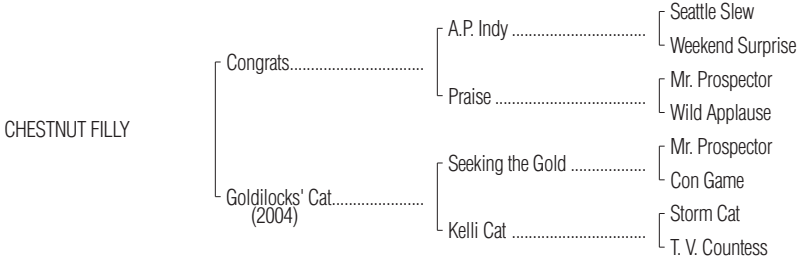 Seattle Slew
A.P. Indy ................................
Weekend Surprise
Congrats................................
Mr. Prospector
Praise ....................................
Wild Applause
CHESTNUT FILLY
Mr. Prospector
Seeking the Gold ..................
Con Game
Goldilocks' Cat......................
(2004)
Storm Cat
Kelli Cat ................................
T. V. Countess